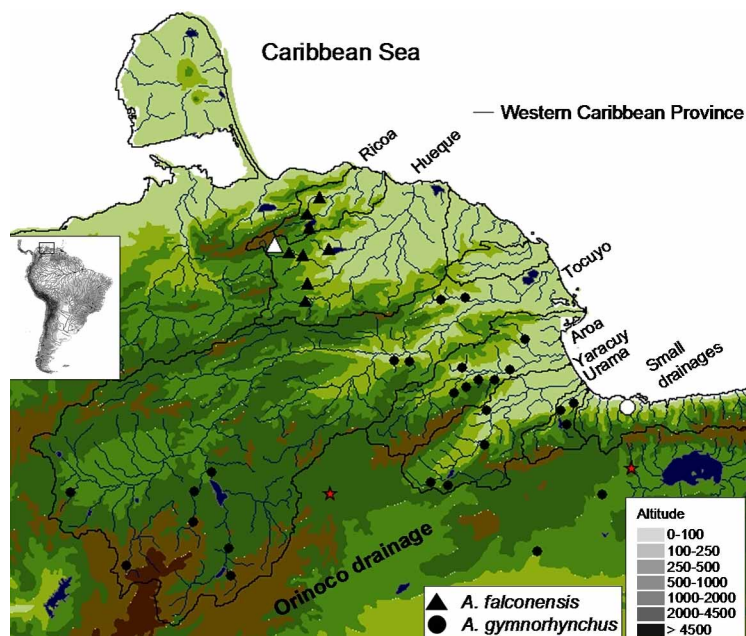 Caribbean Sea
— Western Caribbean Province
Ricoa
Hueque
Tocuyo
Aroa
Yaracuy
Urama
Small
drainages
Orinoco drainage
Altitude
0-100
100-250
250-500
500-1000
1000-2000
2000-4500
> 4500
A. falconensis
A. gymnorhynchus